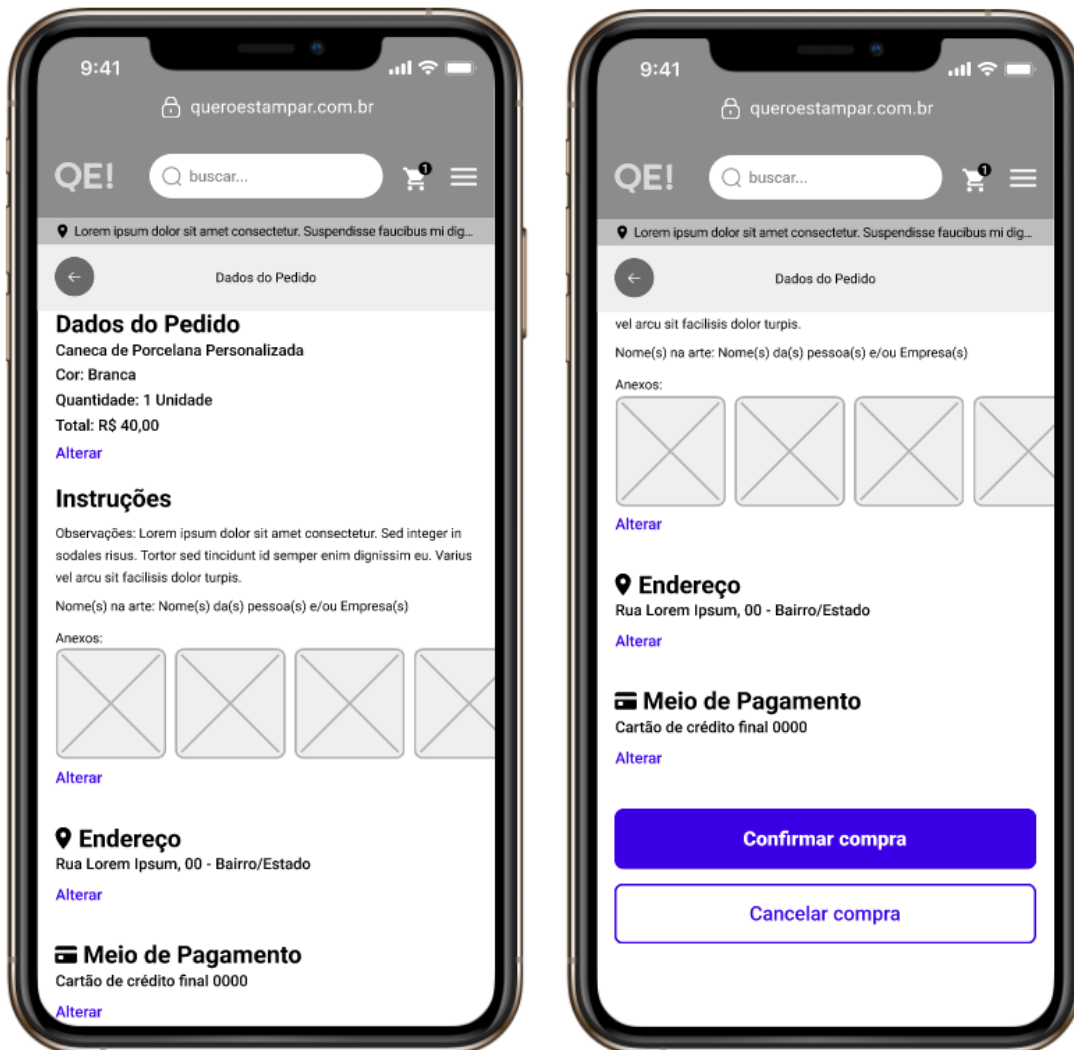 9:41
queroestampar.com.br
QE!
buscar...
1
Lorem ipsum dolor sit amet consectetur. Suspendisse faucibus mi dig...
Dados do Pedido
Dados do Pedido
Caneca de Porcelana Personalizada
Cor: Branca
Quantidade: 1 Unidade
Total: R$ 40,00
Alterar
Instruções
Observações: Lorem ipsum dolor sit amet consectetur. Sed integer in
sodales risus. Tortor sed tincidunt id semper enim dignissim eu. Varius
vel arcu sit facilisis dolor turpis.
Nome(s) na arte: Nome(s) da(s) pessoa(s) e/ou Empresa(s)
Anexos:
Alterar
Endereço
Rua Lorem Ipsum, 00 - Bairro/Estado
Alterar
Meio de Pagamento
Cartão de crédito final 0000
Alterar
9:41
queroestampar.com.br
QE!
buscar...
1
Lorem ipsum dolor sit amet consectetur. Suspendisse faucibus mi dig...
Dados do Pedido
vel arcu sit facilisis dolor turpis.
Nome(s) na arte: Nome(s) da(s) pessoa(s) e/ou Empresa(s)
Anexos:
Alterar
Endereço
Rua Lorem Ipsum, 00 - Bairro/Estado
Alterar
Meio de Pagamento
Cartão de crédito final 0000
Alterar
Confirmar compra
Cancelar compra